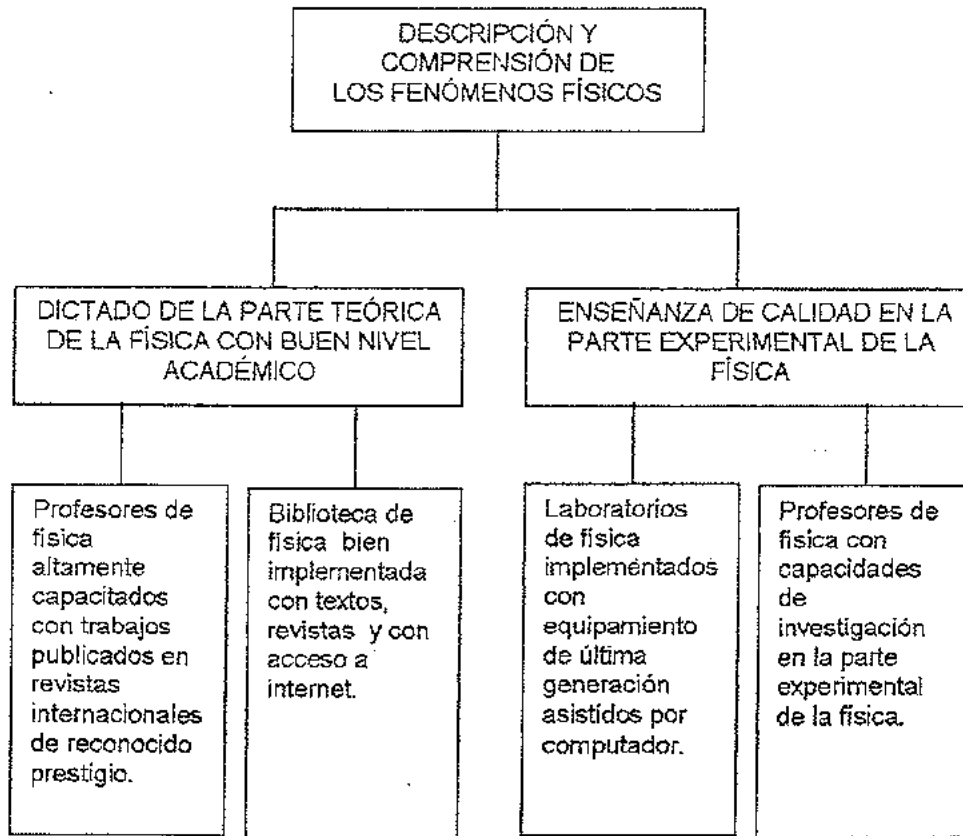 DESCRIPCIÓN Y
COMPRENSIÓN DE
LOS FENÓMENOS FÍSICOS
DICTADO DE LA PARTE TEÓRICA
DE LA FÍSICA CON BUEN NIVEL
ACADÉMICO
ENSEÑANZA DE CALIDAD EN LA
PARTE EXPERIMENTAL DE LA
FÍSICA
Profesores de
física
altamente
capacitados
con trabajos
publicados en
revistas
internacionales
de reconocido
prestigio.
Biblioteca de
física bien
implementada
con textos,
revistas y con
acceso a
internet.
Laboratorios
de física
implementados
con
equipamiento
de última
generación
asistidos por
computador.
Profesores de
física con
capacidades
de
investigación
en la parte
experimental
de la física.